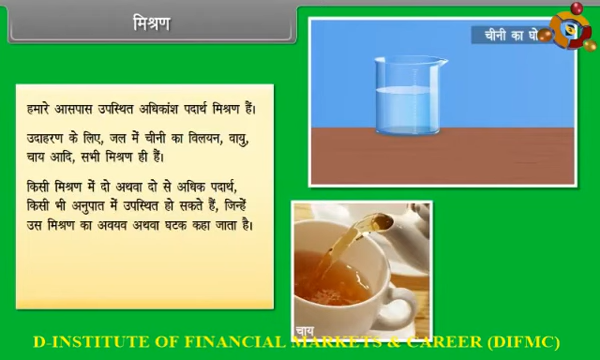 मिश्रण
चीनी का
हमारे आसपास उपस्थित अधिकांश पदार्थ मिश्रण हैं।
उदाहरण के लिए, जल में चीनी का विलयन, वायु,
चाय आदि, सभी मिश्रण ही हैं।
किसी मिश्रण में दो अथवा दो से अधिक पदार्थ,
किसी भी अनुपात में उपस्थित हो सकते हैं, जिन्हें
उस मिश्रण का अवयव अथवा घटक कहा जाता है।
चाय
D-INSTITUTE OF FINANCIAL MARKETS & CAREER (DIFMC)